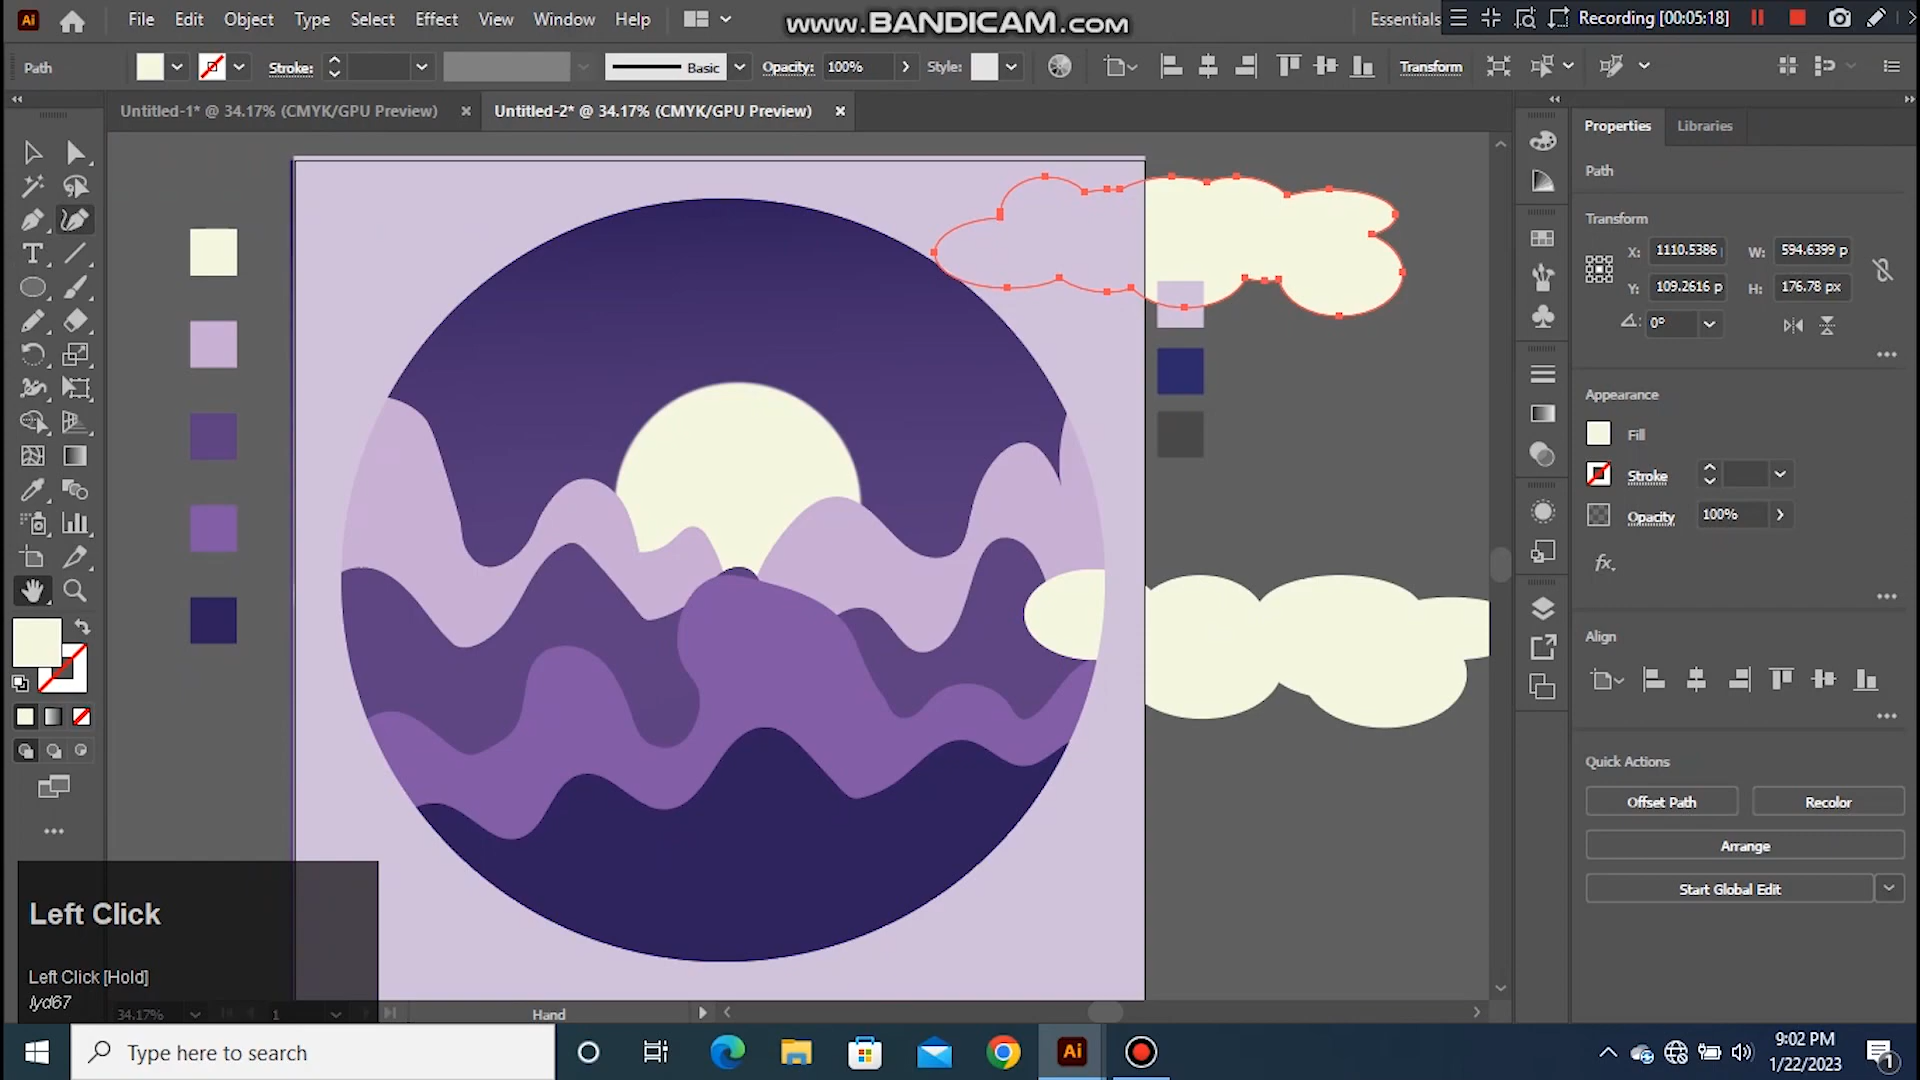 Ai File Edit Object Type Select Effect View Window Help www.BANDICAM.com Essentials Recording [00:05:18]
Path Stroke: Basic Opacity: 100% Style: Transform
Untitled-1* @ 34.17% (CMYK/GPU Preview) × Untitled-2* @ 34.17% (CMYK/GPU Preview) ×
Properties Libraries
Path
Transform
X: 1110.5386 W: 594.6399 p
Y: 109.2616 p H: 176.78 px
0°
Appearance
Fill
Stroke
Opacity 100%
fx
Align
Quick Actions
Offset Path Recolor
Arrange
Start Global Edit
Left Click
Left Click [Hold]
lyd67
34.17% 1 Hand
Type here to search
Ai
9:02 PM
1/22/2023
1